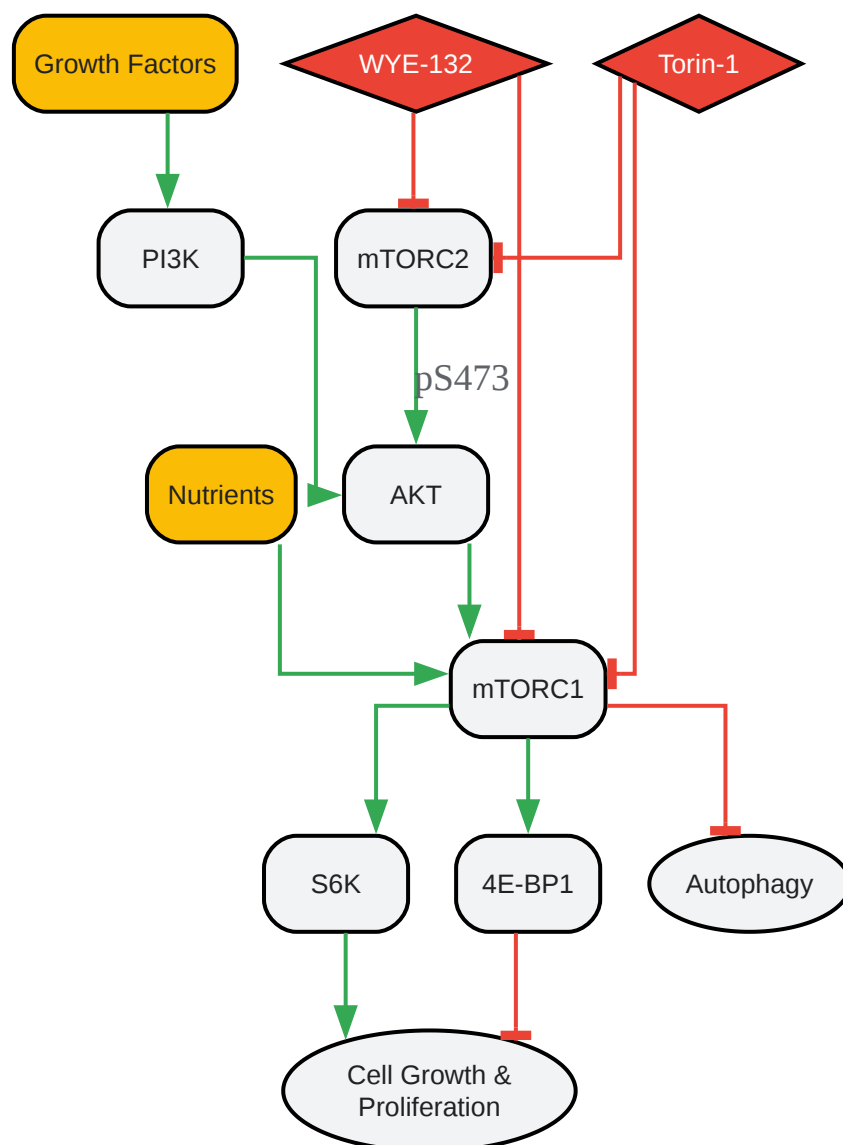 Growth Factors
WYE-132
Torin-1
PI3K
mTORC2
pS473
Nutrients
AKT
mTORC1
S6K
4E-BP1
Autophagy
Cell Growth &
Proliferation